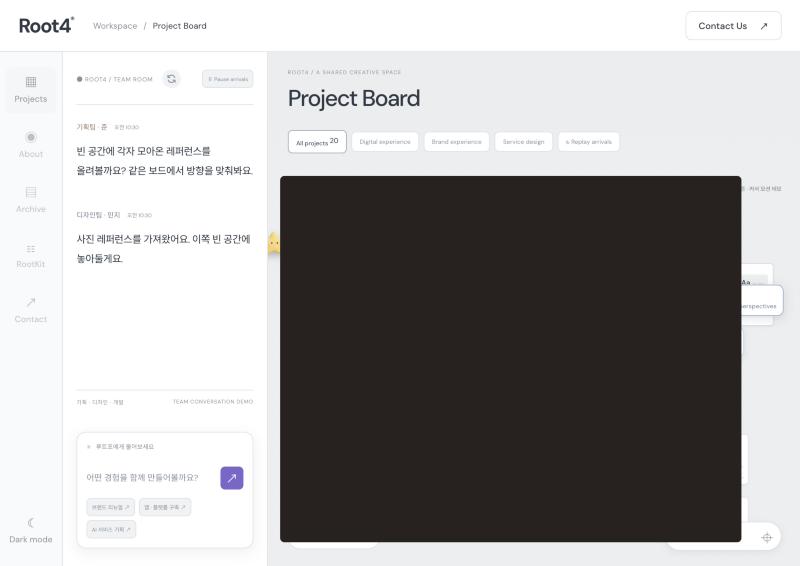 Root4®
Workspace / Project Board
Contact Us ↗
Projects
About
Archive
RootKit
Contact
Dark mode
ROOT4 / TEAM ROOM
Pause arrivals
기획팀 · 준 오전 10:30
빈 공간에 각자 모아온 레퍼런스를
올려볼까요? 같은 보드에서 방향을 맞춰봐요.
디자인팀 · 민지 오전 10:30
사진 레퍼런스를 가져왔어요. 이쪽 빈 공간에
놓아둘게요.
기획 · 디자인 · 개발
TEAM CONVERSATION DEMO
루트포에게 물어보세요
어떤 경험을 함께 만들어볼까요?
브랜드 리뉴얼 ↗
앱 · 플랫폼 구축 ↗
AI 서비스 기획 ↗
ROOT4 / A SHARED CREATIVE SPACE
Project Board
All projects 20
Digital experience
Brand experience
Service design
Replay arrivals
· 커서 모션 데모
Aa
erspectives